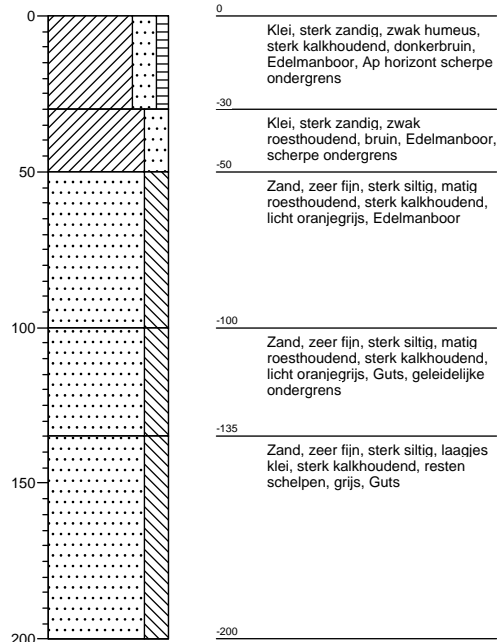 0
0
Klei, sterk zandig, zwak humeus,
sterk kalkhoudend, donkerbruin,
Edelmanboor, Ap horizont scherpe
ondergrens
-30
Klei, sterk zandig, zwak
roesthoudend, bruin, Edelmanboor,
scherpe ondergrens
50
-50
Zand, zeer fijn, sterk siltig, matig
roesthoudend, sterk kalkhoudend,
licht oranjegrijs, Edelmanboor
100
-100
Zand, zeer fijn, sterk siltig, matig
roesthoudend, sterk kalkhoudend,
licht oranjegrijs, Guts, geleidelijke
ondergrens
-135
Zand, zeer fijn, sterk siltig, laagjes
klei, sterk kalkhoudend, resten
schelpen, grijs, Guts
150
200
-200